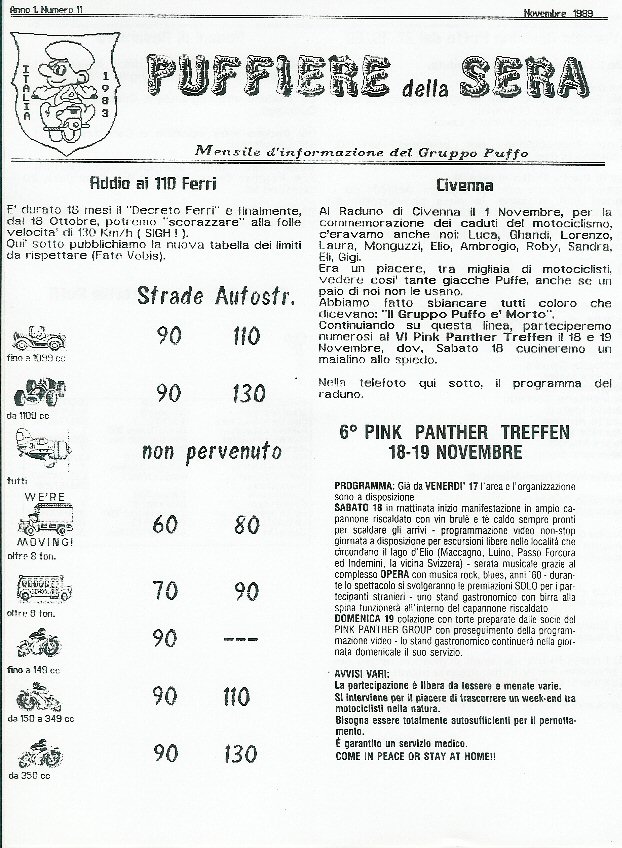 Anno 1. Numero 11
Novembre 1989
ITALIA
1983
PUFFIERE della SERA
Mensile d'informazione del Gruppo Puffo
Addio ai 110 Ferri
E' durato 18 mesi il "Decreto Ferri" e finalmente,
dal 18 Ottobre, potremo "scorazzare" alla folle
velocita' di 130 Km/h ( SIGH ! ).
Qui' sotto pubblichiamo la nuova tabella dei limiti
da rispettare (Fate Vobis).
Strade Autostr.
90 110
fino a 1099 cc
90 130
da 1100 cc
non pervenuto
tutti
WE'RE
MOVING!
60 80
oltre 8 ton.
70 90
oltre 8 ton.
90 ---
fino a 149 cc
90 110
da 150 a 349 cc
90 130
da 350 cc
Civenna
Al Raduno di Civenna il 1 Novembre, per la
commemorazione dei caduti del motociclismo,
c'eravamo anche noi: Luca, Ghandi, Lorenzo,
Laura, Monguzzi, Elio, Ambrogio, Roby, Sandra,
Eli, Gigi.
Era un piacere, tra migliaia di motociclisti,
vedere cosi' tante giacche Puffe, anche se un
paio di noi non le usano.
Abbiamo fatto sbiancare tutti coloro che
dicevano: "Il Gruppo Puffo e' Morto".
Continuando su questa linea, parteciperemo
numerosi al VI Pink Panther Treffen il 18 e 19
Novembre, dov, Sabato 18 cucineremo un
maialino allo spiedo.
Nella telefoto qui sotto, il programma del
raduno.
6° PINK PANTHER TREFFEN
18-19 NOVEMBRE
PROGRAMMA: Già da VENERDI' 17 l'area e l'organizzazione
sono a disposizione
SABATO 18 in mattinata inizio manifestazione in ampio ca-
pannone riscaldato con vin brulè e tè caldo sempre pronti
per scaldare gli arrivi - programmazione video non-stop
giornata a disposizione per escursioni libere nelle località che
circondano il lago d'Elio (Maccagno, Luino, Passo Forcora
ed Indemini, la vicina Svizzera) - serata musicale grazie al
complesso OPERA con musica rock, blues, anni '60 - duran-
te lo spettacolo si svolgeranno le premiazioni SOLO per i par-
tecipanti stranieri - uno stand gastronomico con birra alla
spina funzionerà all'interno del capannone riscaldato
DOMENICA 19 colazione con torte preparate dalle socie del
PINK PANTHER GROUP con proseguimento della program-
mazione video - lo stand gastronomico continuerà nella gior-
nata domenicale il suo servizio.
AVVISI VARI:
La partecipazione è libera da tessere e menate varie.
Si interviene per il piacere di trascorrere un week-end tra
motociclisti nella natura.
Bisogna essere totalmente autosufficienti per il pernotta-
mento.
É garantito un servizio medico.
COME IN PEACE OR STAY AT HOME!!